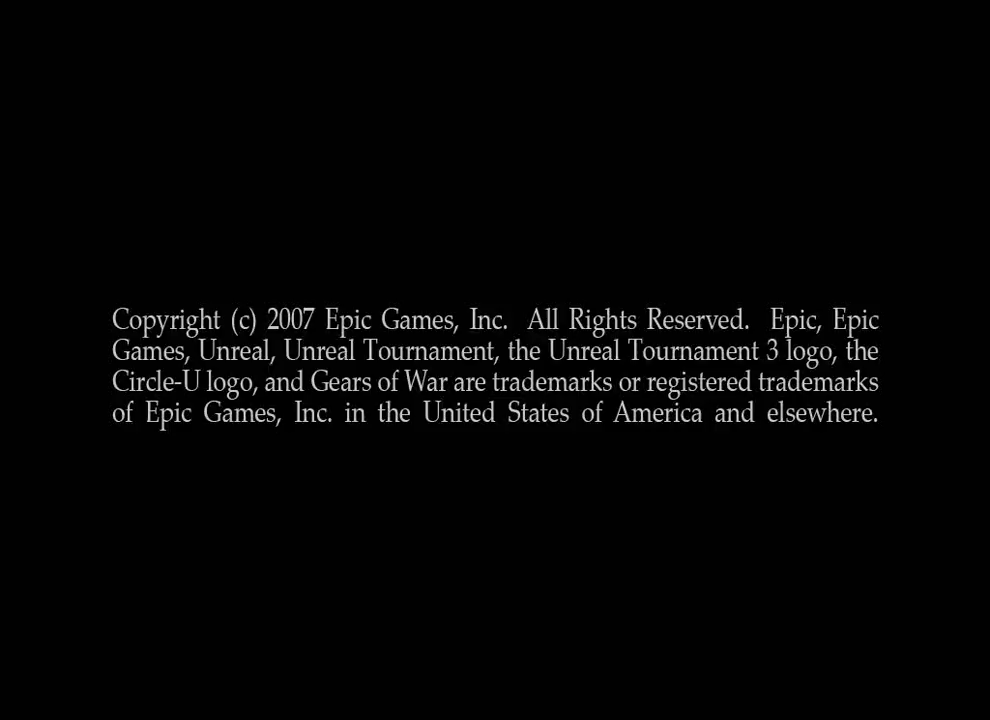 Copyright (c) 2007 Epic Games, Inc.  All Rights Reserved.  Epic, Epic
Games, Unreal, Unreal Tournament, the Unreal Tournament 3 logo, the
Circle-U logo, and Gears of War are trademarks or registered trademarks
of Epic Games, Inc. in the United States of America and elsewhere.